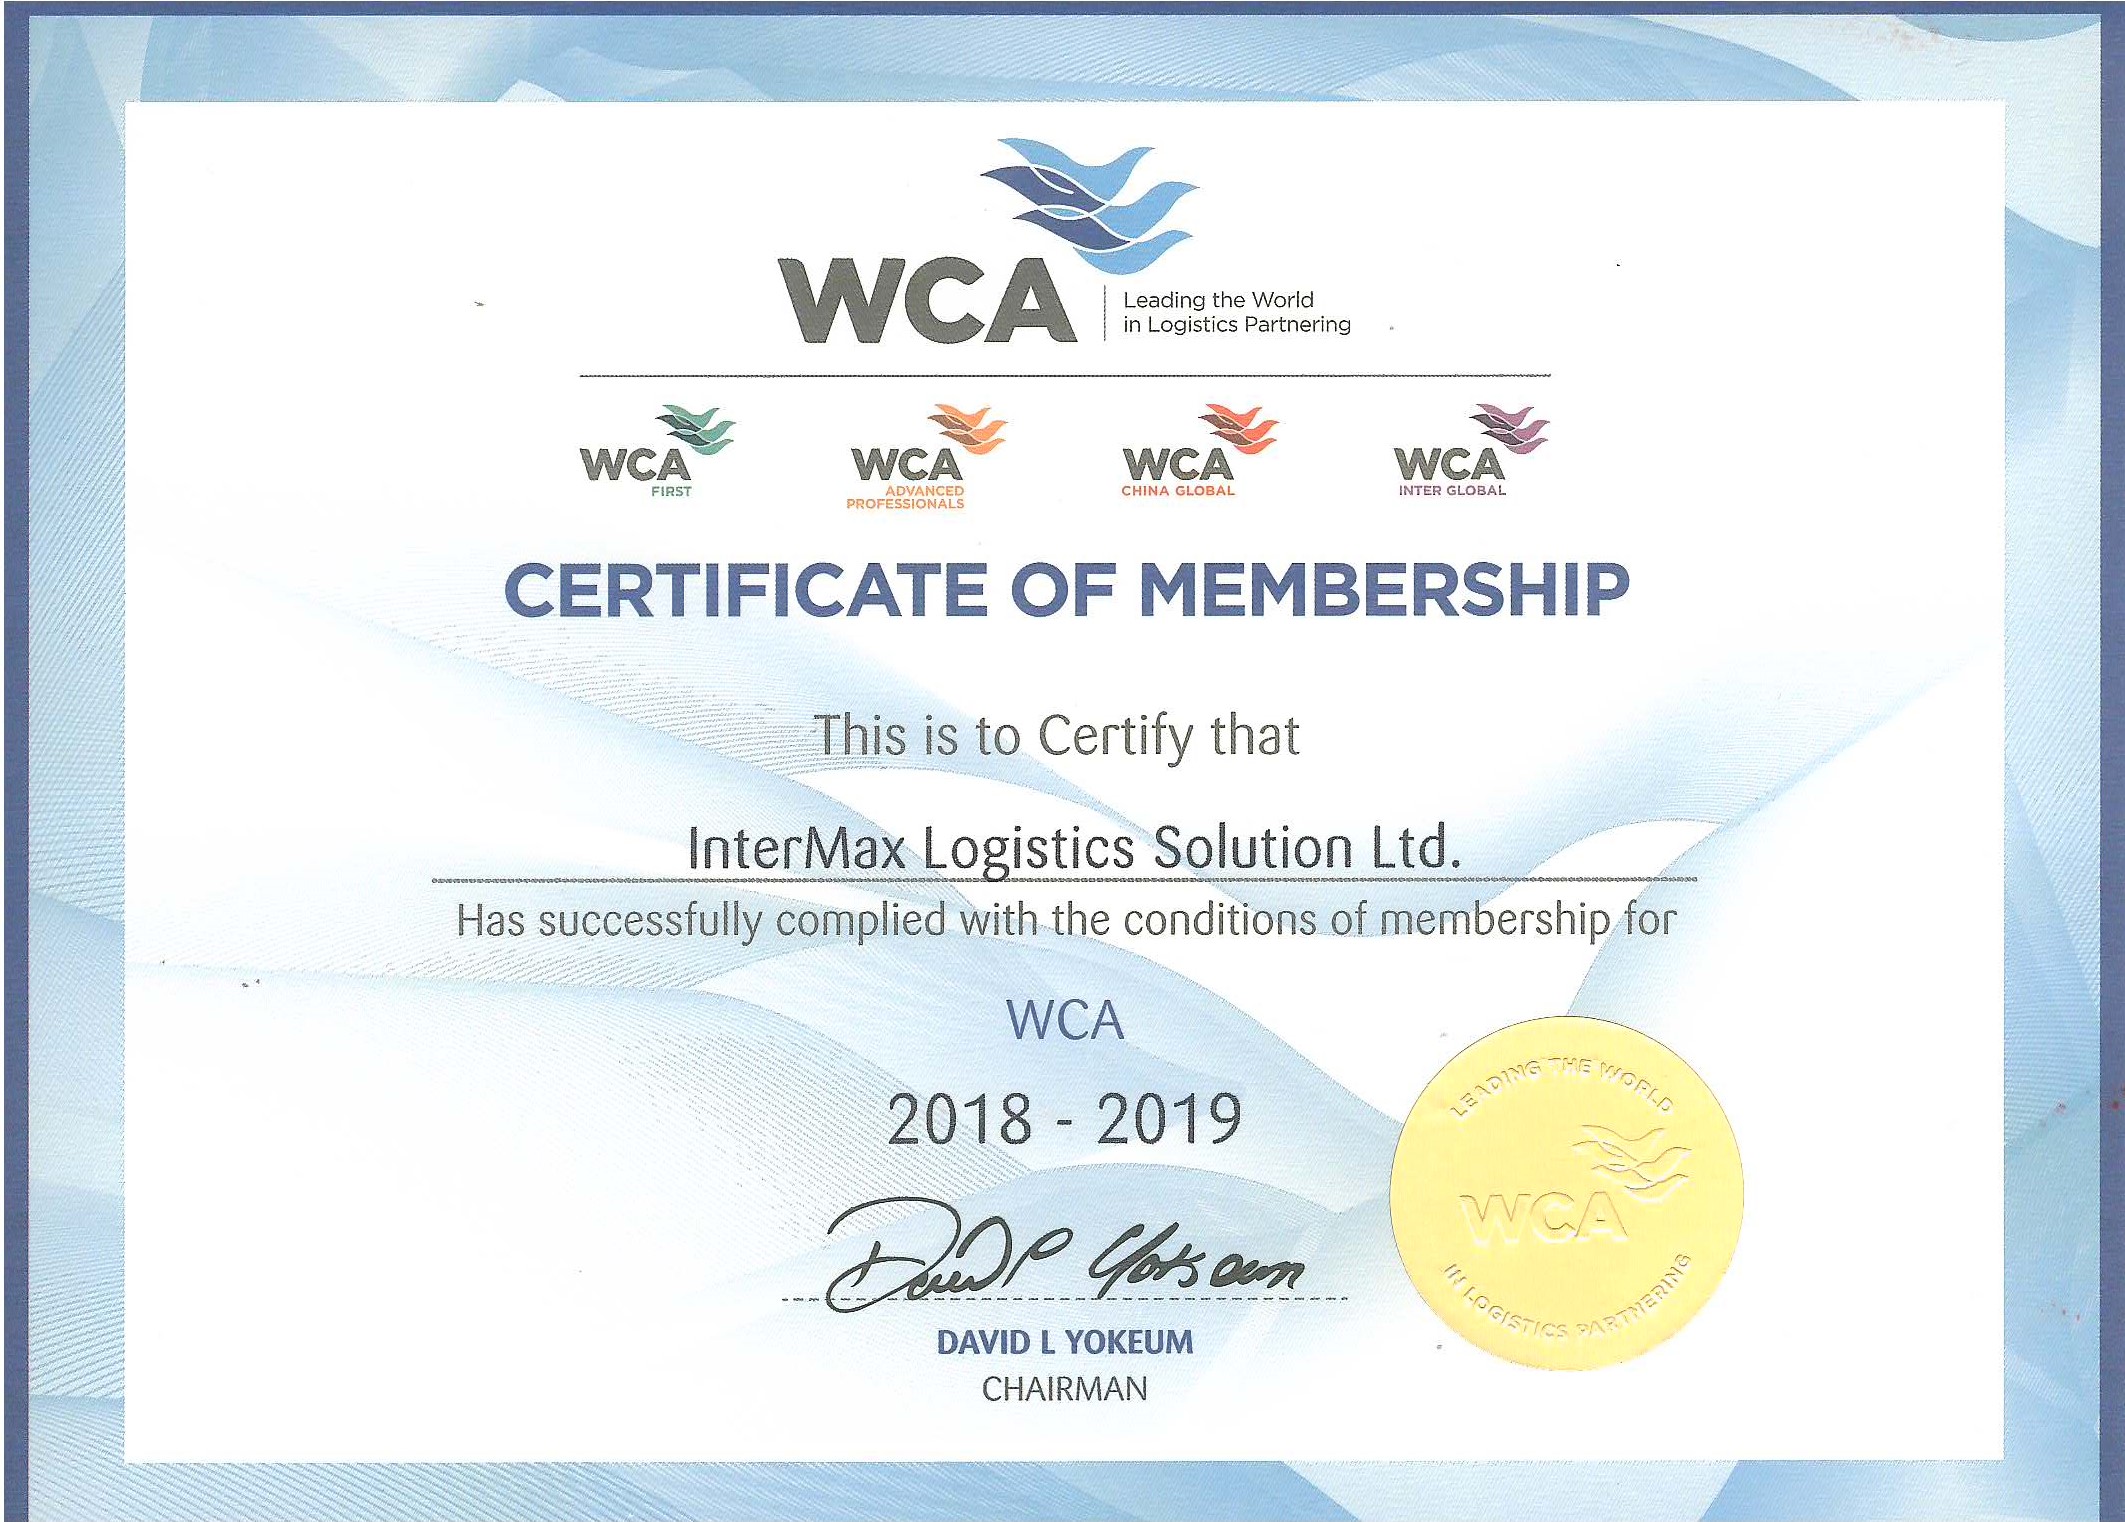 WCA
Leading the World
in Logistics Partnering
WCA
FIRST
WCA
ADVANCED
PROFESSIONALS
WCA
CHINA GLOBAL
WCA
INTER GLOBAL
CERTIFICATE OF MEMBERSHIP
This is to Certify that
InterMax Logistics Solution Ltd.
Has successfully complied with the conditions of membership for
WCA
2018 - 2019
LEADING THE WORLD
WCA
IN LOGISTICS PARTNERING
DAVID L YOKEUM
CHAIRMAN